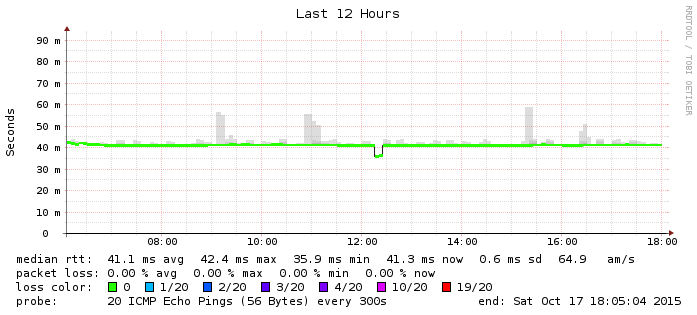 Last 12 Hours
RRDTOOL / TOBI OETIKER
Seconds
90 m
80 m
70 m
60 m
50 m
40 m
30 m
20 m
10 m
0
08:00 10:00 12:00 14:00 16:00 18:00
median rtt: 41.1 ms avg 42.4 ms max 35.9 ms min 41.3 ms now 0.6 ms sd 64.9 am/s
packet loss: 0.00 % avg 0.00 % max 0.00 % min 0.00 % now
loss color: 0 1/20 2/20 3/20 4/20 10/20 19/20
probe: 20 ICMP Echo Pings (56 Bytes) every 300s end: Sat Oct 17 18:05:04 2015